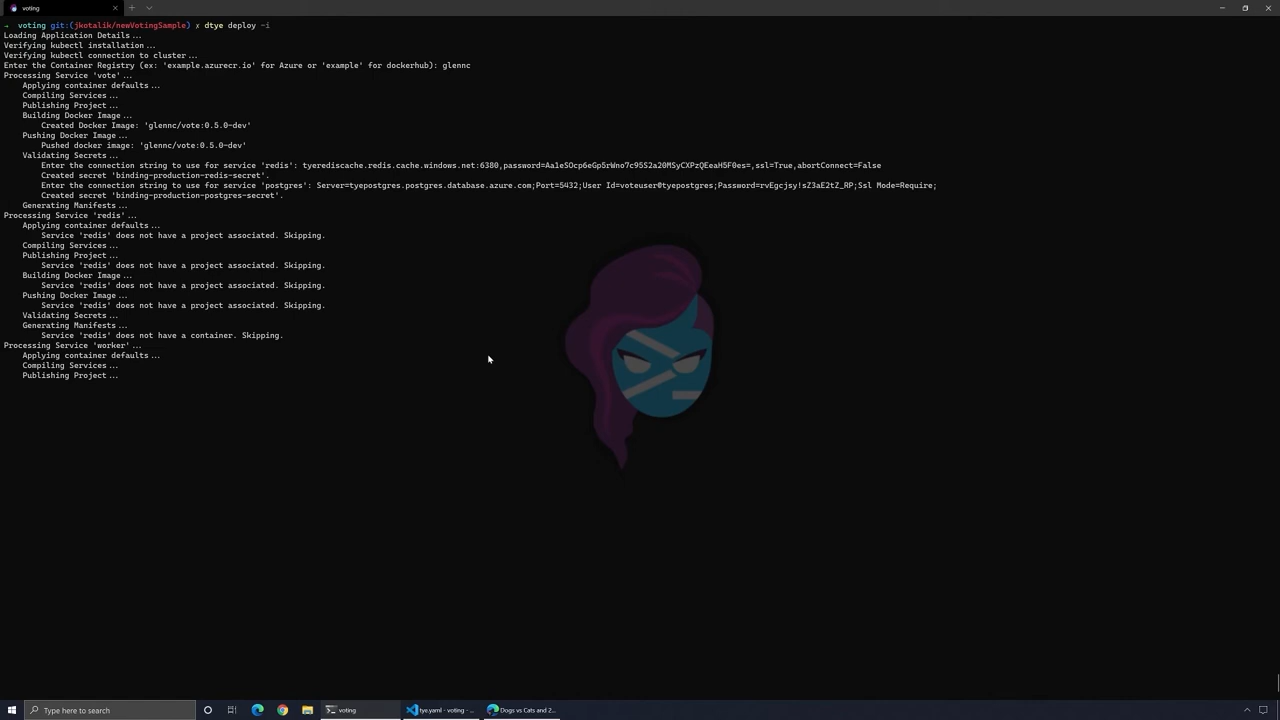 voting
→ voting git:(jkotalik/newVotingSample) ✗ dtye deploy -i
Loading Application Details...
Verifying kubectl installation...
Verifying kubectl connection to cluster...
Enter the Container Registry (ex: 'example.azurecr.io' for Azure or 'example' for dockerhub): glennc
Processing Service 'vote'...
Applying container defaults...
Compiling Services...
Publishing Project...
Building Docker Image...
Created Docker Image: 'glennc/vote:0.5.0-dev'
Pushing Docker Image...
Pushed docker image: 'glennc/vote:0.5.0-dev'
Validating Secrets...
Enter the connection string to use for service 'redis': tyerediscache.redis.cache.windows.net:6380,password=Aa1eSOcp6eGp5rWno7c95S2a20MSyCXPzQEeaH5F0es=,ssl=True,abortConnect=False
Created secret 'binding-production-redis-secret'.
Enter the connection string to use for service 'postgres': Server=tyepostgres.postgres.database.azure.com;Port=5432;User Id=voteuser@tyepostgres;Password=rvEgcjsy!sZ3aE2tZ_RP;Ssl Mode=Require;
Created secret 'binding-production-postgres-secret'.
Generating Manifests...
Processing Service 'redis'...
Applying container defaults...
Service 'redis' does not have a project associated. Skipping.
Compiling Services...
Publishing Project...
Service 'redis' does not have a project associated. Skipping.
Building Docker Image...
Service 'redis' does not have a project associated. Skipping.
Pushing Docker Image...
Service 'redis' does not have a project associated. Skipping.
Validating Secrets...
Generating Manifests...
Service 'redis' does not have a container. Skipping.
Processing Service 'worker'...
Applying container defaults...
Compiling Services...
Publishing Project...
Type here to search
voting
tye.yaml - voting - ...
Dogs vs Cats and 2...